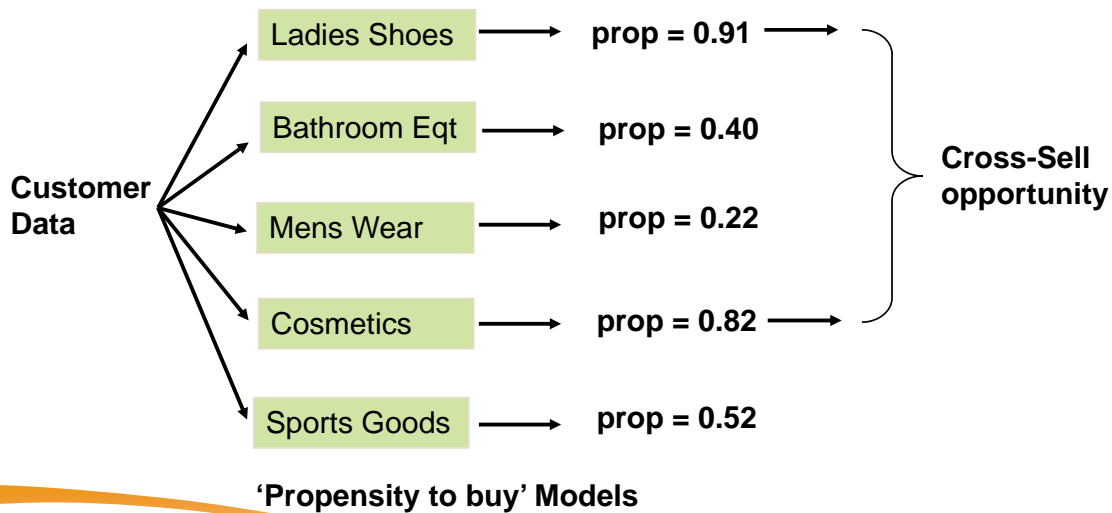 Ladies Shoes
prop = 0.91
Bathroom Eqt
prop = 0.40
Customer
Data
Mens Wear
prop = 0.22
Cross-Sell
opportunity
Cosmetics
prop = 0.82
Sports Goods
prop = 0.52
‘Propensity to buy’ Models